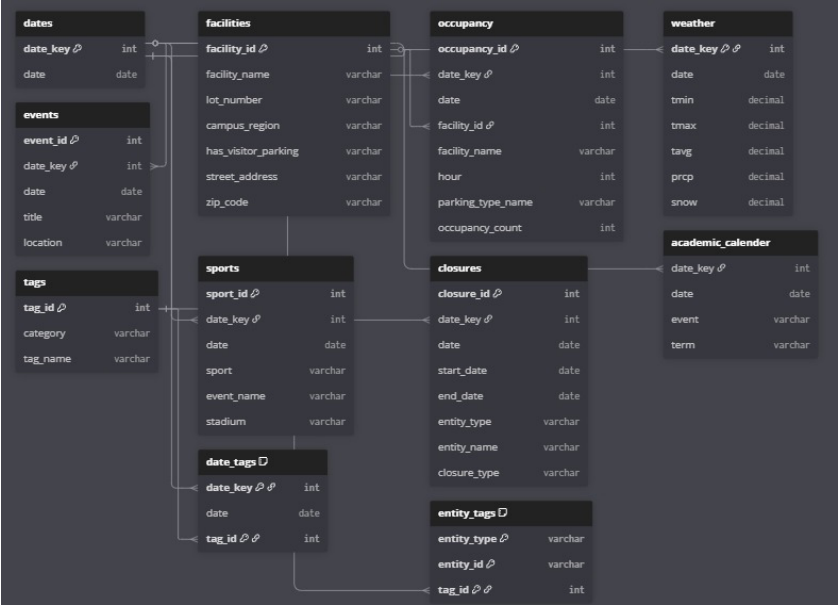 dates
date_key int
date date
events
event_id int
date_key int
date date
title varchar
location varchar
tags
tag_id int
category varchar
tag_name varchar
facilities
facility_id int
facility_name varchar
lot_number varchar
campus_region varchar
has_visitor_parking varchar
street_address varchar
zip_code varchar
sports
sport_id int
date_key int
date date
sport varchar
event_name varchar
stadium varchar
date_tags
date_key int
date date
tag_id int
occupancy
occupancy_id int
date_key int
date date
facility_id int
facility_name varchar
hour int
parking_type_name varchar
occupancy_count int
closures
closure_id int
date_key int
date date
start_date date
end_date date
entity_type varchar
entity_name varchar
closure_type varchar
entity_tags
entity_type varchar
entity_id varchar
tag_id int
weather
date_key int
date date
tmin decimal
tmax decimal
tavg decimal
prcp decimal
snow decimal
academic_calender
date_key int
date date
event varchar
term varchar